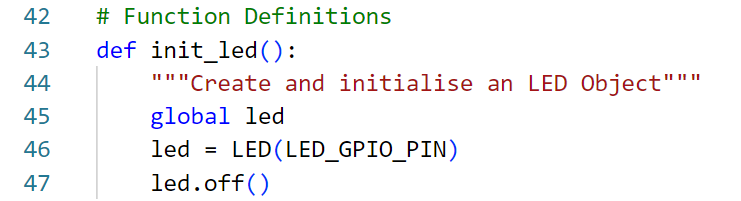 42 # Function Definitions
43 def init_led():
44     """Create and initialise an LED Object"""
45     global led
46     led = LED(LED_GPIO_PIN)
47     led.off()